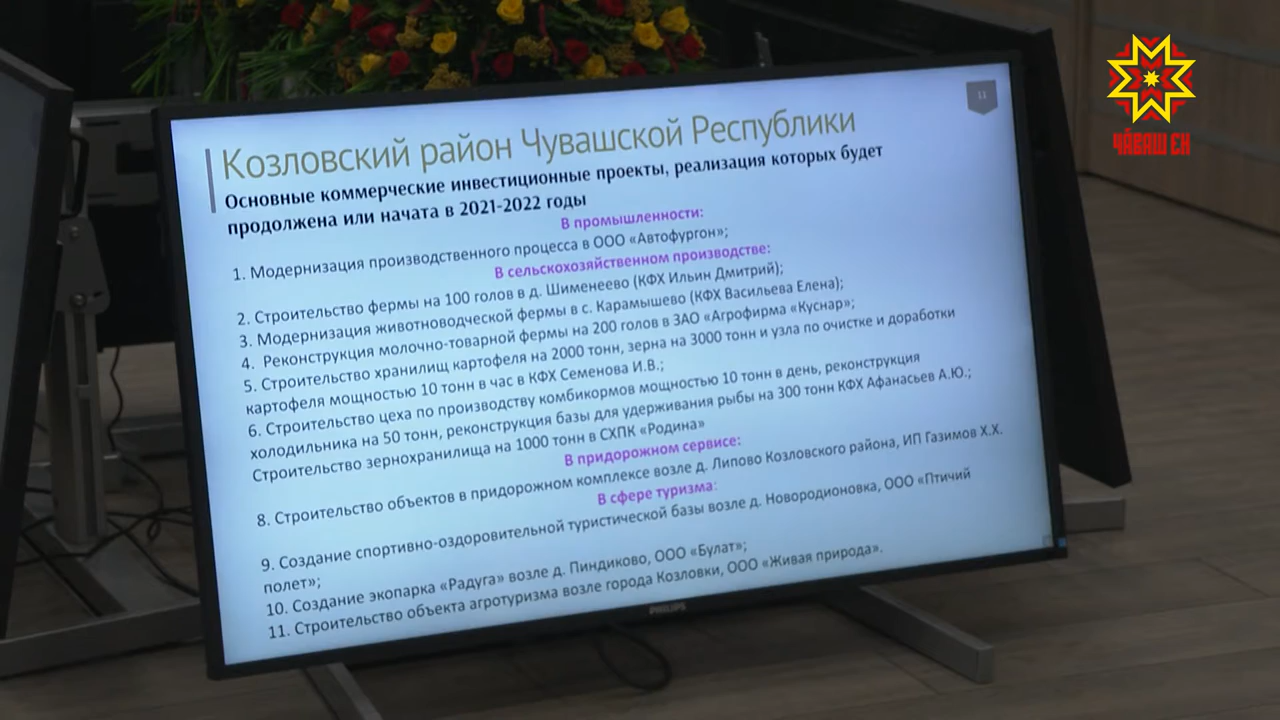 11
ЧӐВАШ ЕН
Козловский район Чувашской Республики
Основные коммерческие инвестиционные проекты, реализация которых будет
продолжена или начата в 2021-2022 годы
В промышленности:
1. Модернизация производственного процесса в ООО «Автофургон»;
В сельскохозяйственном производстве:
2. Строительство фермы на 100 голов в д. Шименеево (КФХ Ильин Дмитрий);
3. Модернизация животноводческой фермы в с. Карамышево (КФХ Васильева Елена);
4. Реконструкция молочно-товарной фермы на 200 голов в ЗАО «Агрофирма «Куснар»;
5. Строительство хранилищ картофеля на 2000 тонн, зерна на 3000 тонн и узла по очистке и доработки
картофеля мощностью 10 тонн в час в КФХ Семенова И.В.;
6. Строительство цеха по производству комбикормов мощностью 10 тонн в день, реконструкция
холодильника на 50 тонн, реконструкция базы для удерживания рыбы на 300 тонн КФХ Афанасьев А.Ю.;
Строительство зернохранилища на 1000 тонн в СХПК «Родина»
В придорожном сервисе:
8. Строительство объектов в придорожном комплексе возле д. Липово Козловского района, ИП Газимов Х.Х.
В сфере туризма:
9. Создание спортивно-оздоровительной туристической базы возле д. Новородионовка, ООО «Птичий
полет»;
10. Создание экопарка «Радуга» возле д. Пиндиково, ООО «Булат»;
11. Строительство объекта агротуризма возле города Козловки, ООО «Живая природа».
PHILIPS